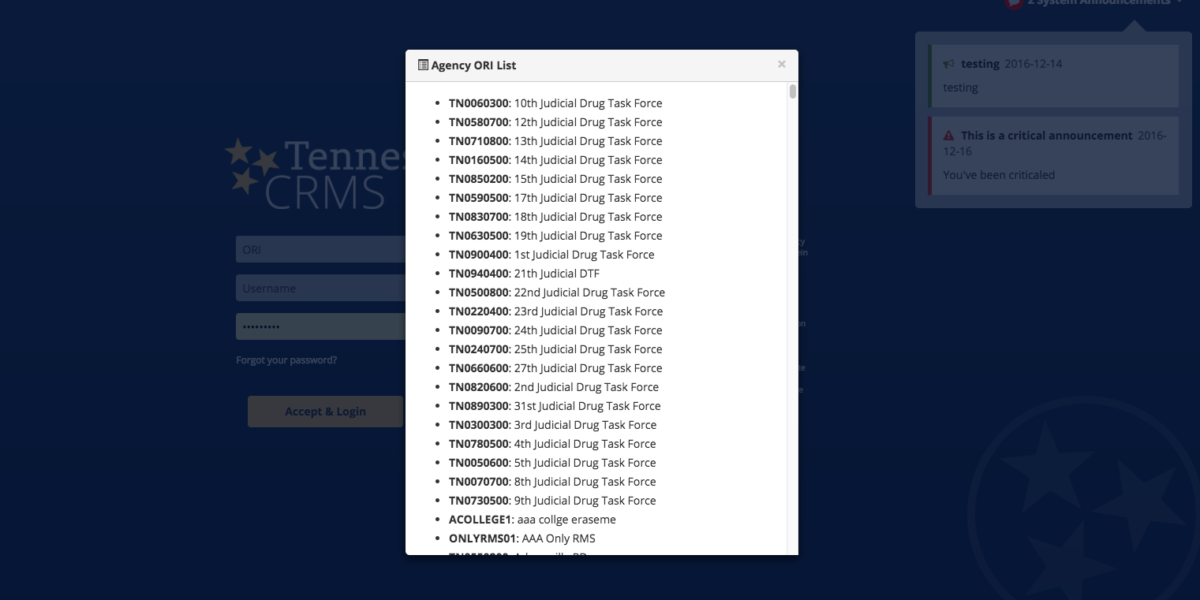 2 System Announcements
testing 2016-12-14
testing
This is a critical announcement 2016-
12-16
You've been criticaled
Tennes
CRMS
ORI
Username
Forgot your password?
Accept & Login
Agency ORI List
TN0060300: 10th Judicial Drug Task Force
TN0580700: 12th Judicial Drug Task Force
TN0710800: 13th Judicial Drug Task Force
TN0160500: 14th Judicial Drug Task Force
TN0850200: 15th Judicial Drug Task Force
TN0590500: 17th Judicial Drug Task Force
TN0830700: 18th Judicial Drug Task Force
TN0630500: 19th Judicial Drug Task Force
TN0900400: 1st Judicial Drug Task Force
TN0940400: 21th Judicial DTF
TN0500800: 22nd Judicial Drug Task Force
TN0220400: 23rd Judicial Drug Task Force
TN0090700: 24th Judicial Drug Task Force
TN0240700: 25th Judicial Drug Task Force
TN0660600: 27th Judicial Drug Task Force
TN0820600: 2nd Judicial Drug Task Force
TN0890300: 31st Judicial Drug Task Force
TN0300300: 3rd Judicial Drug Task Force
TN0780500: 4th Judicial Drug Task Force
TN0050600: 5th Judicial Drug Task Force
TN0070700: 8th Judicial Drug Task Force
TN0730500: 9th Judicial Drug Task Force
ACOLLEGE1: aaa collge eraseme
ONLYRMS01: AAA Only RMS